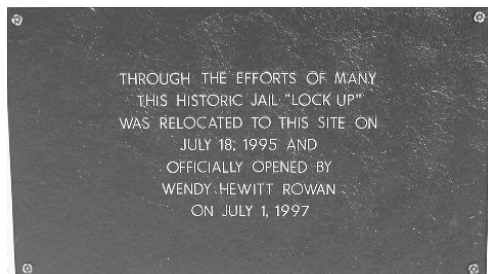 THROUGH THE EFFORTS OF MANY
THIS HISTORIC JAIL "LOCK UP"
WAS RELOCATED TO THIS SITE ON
JULY 18, 1995 AND
OFFICIALLY OPENED BY
WENDY HEWITT ROWAN
ON JULY 1, 1997